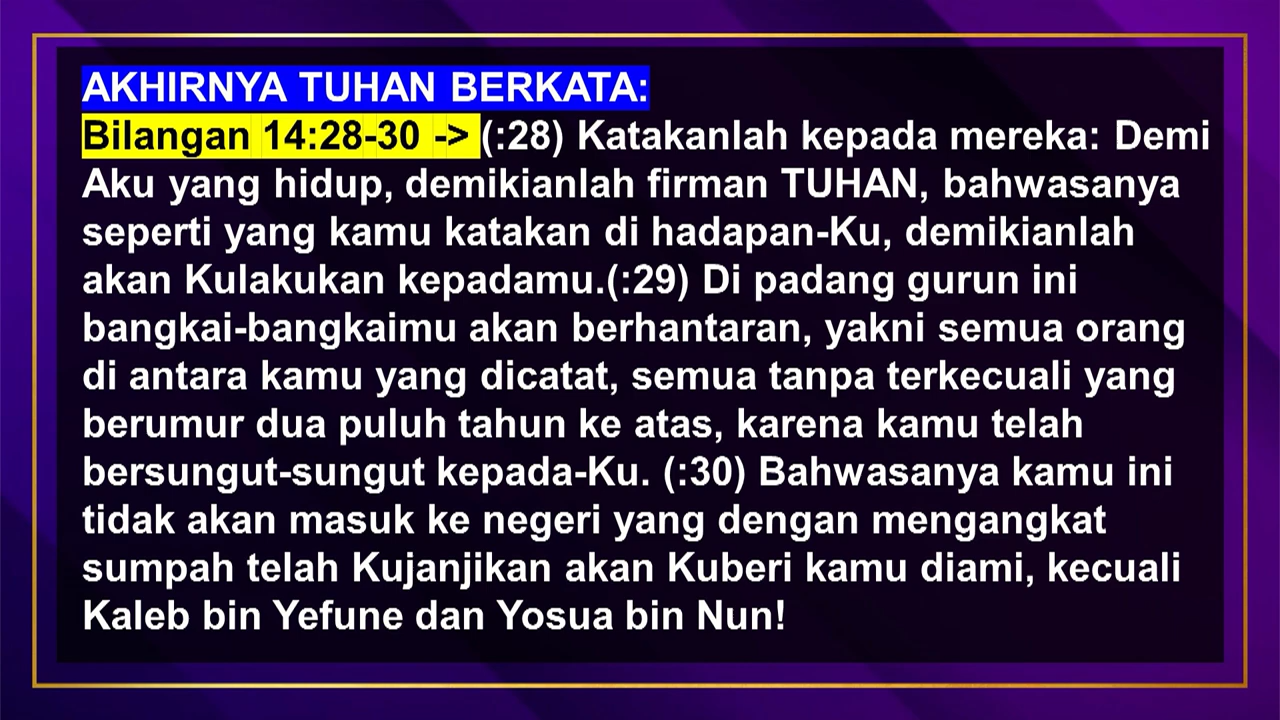 AKHIRNYA TUHAN BERKATA:
Bilangan 14:28-30 -> (:28) Katakanlah kepada mereka: Demi
Aku yang hidup, demikianlah firman TUHAN, bahwasanya
seperti yang kamu katakan di hadapan-Ku, demikianlah
akan Kulakukan kepadamu.(:29) Di padang gurun ini
bangkai-bangkaimu akan berhantaran, yakni semua orang
di antara kamu yang dicatat, semua tanpa terkecuali yang
berumur dua puluh tahun ke atas, karena kamu telah
bersungut-sungut kepada-Ku. (:30) Bahwasanya kamu ini
tidak akan masuk ke negeri yang dengan mengangkat
sumpah telah Kujanjikan akan Kuberi kamu diami, kecuali
Kaleb bin Yefune dan Yosua bin Nun!